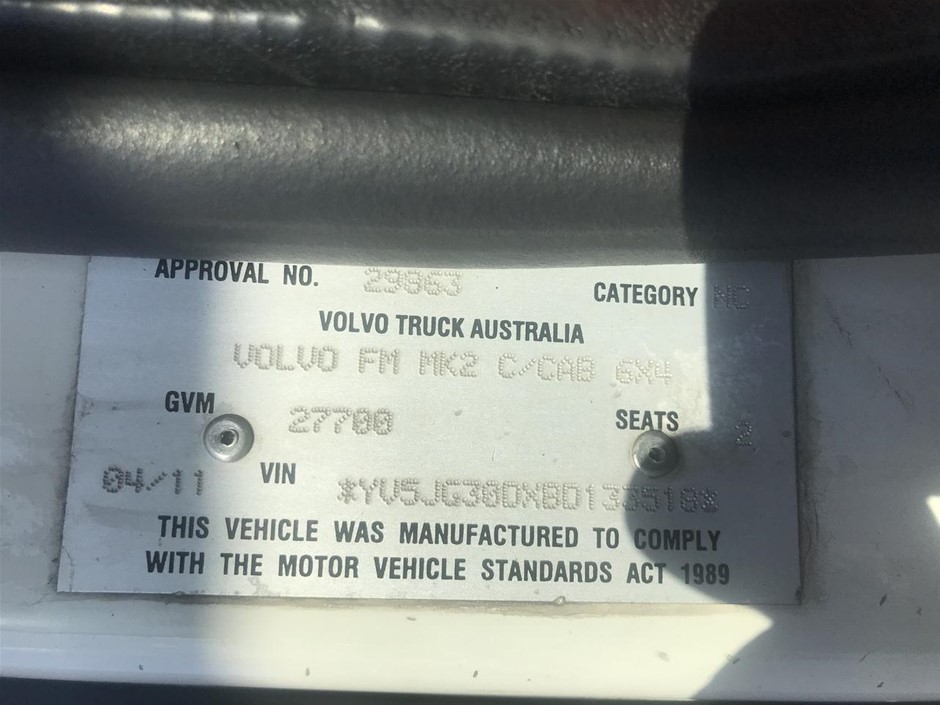 APPROVAL NO. 29863 CATEGORY NC
VOLVO TRUCK AUSTRALIA
VOLVO FM MK2 C/CAB 6X4
GVM 27700 SEATS 2
04/11 VIN *YV5JG30DXBD133518*
THIS VEHICLE WAS MANUFACTURED TO COMPLY
WITH THE MOTOR VEHICLE STANDARDS ACT 1989